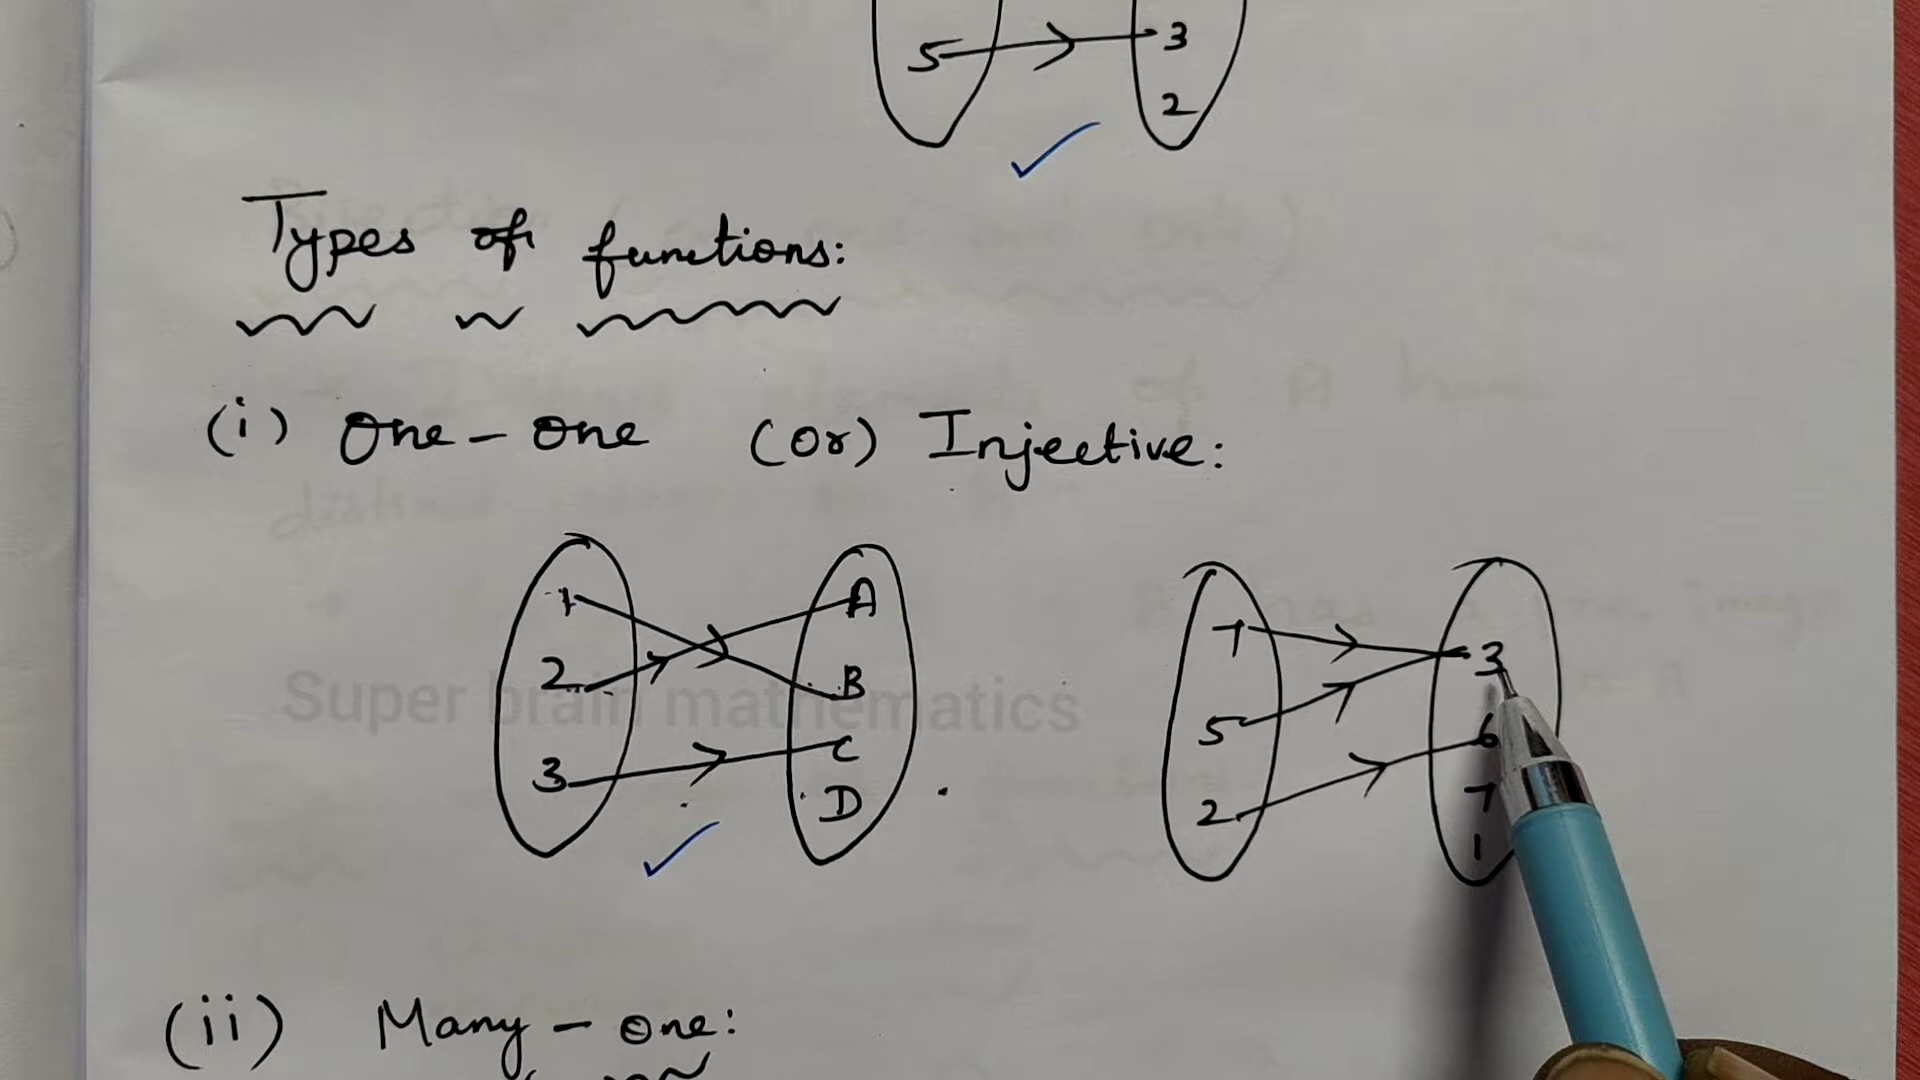 5 3
2
Types of functions:
(i) One - One (or) Injective:
1 A
2 B
3 C
D
7 3
5 6
2 7
1
Super brain mathematics
(ii) Many - one: